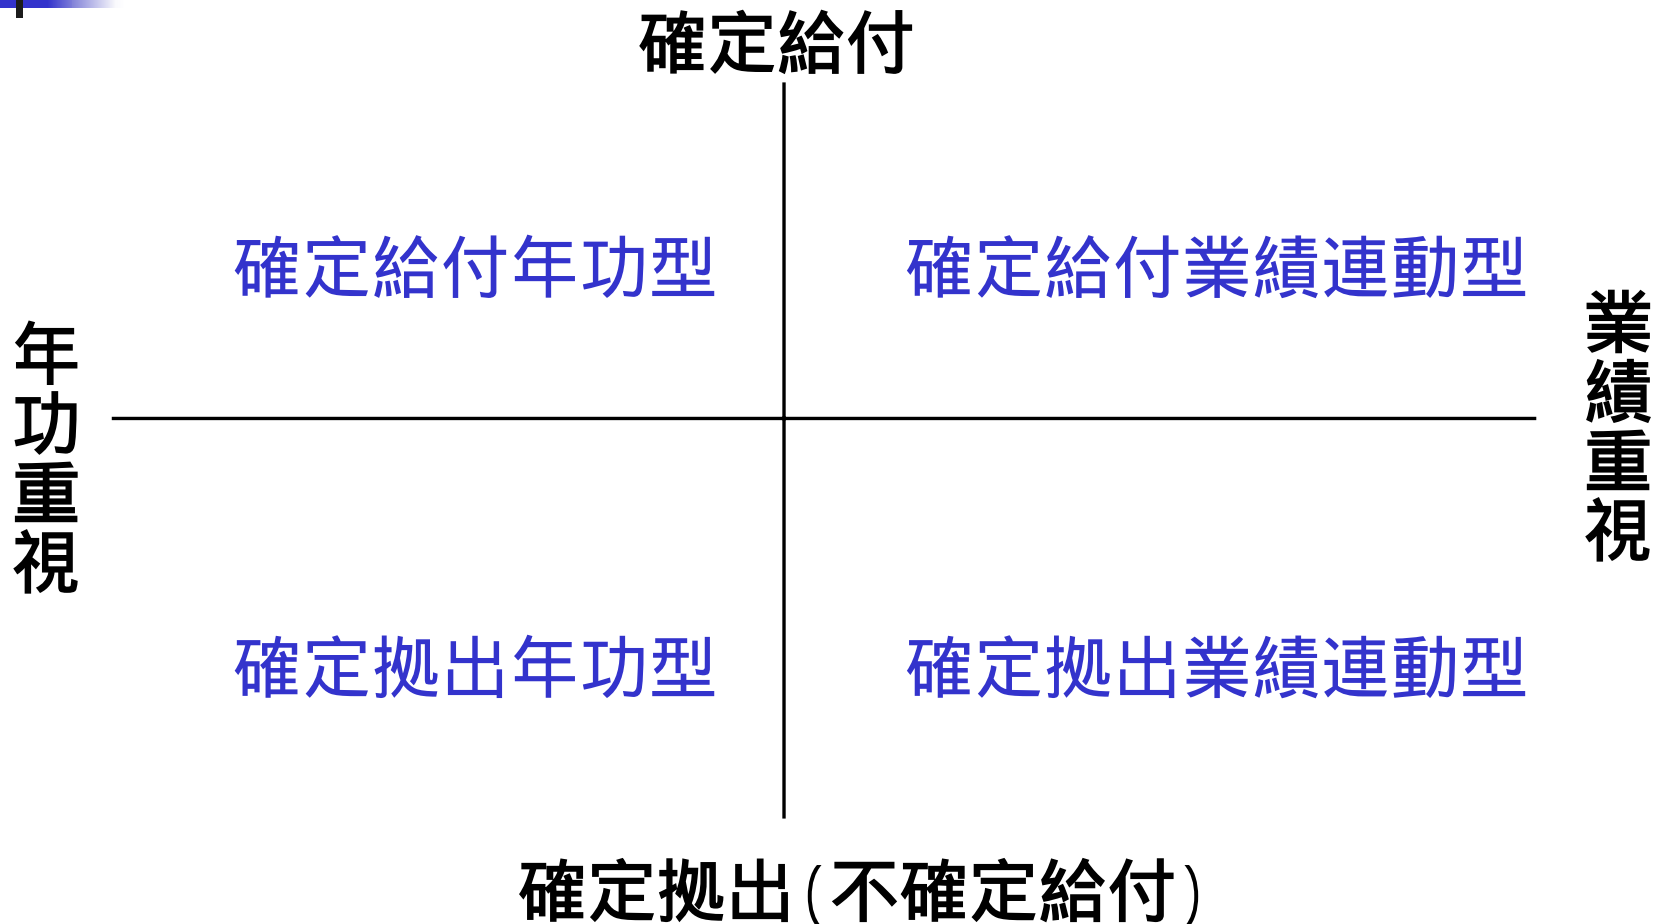 確定給付
確定給付年功型
確定給付業績連動型
年功重視
業績重視
確定拠出年功型
確定拠出業績連動型
確定拠出(不確定給付)